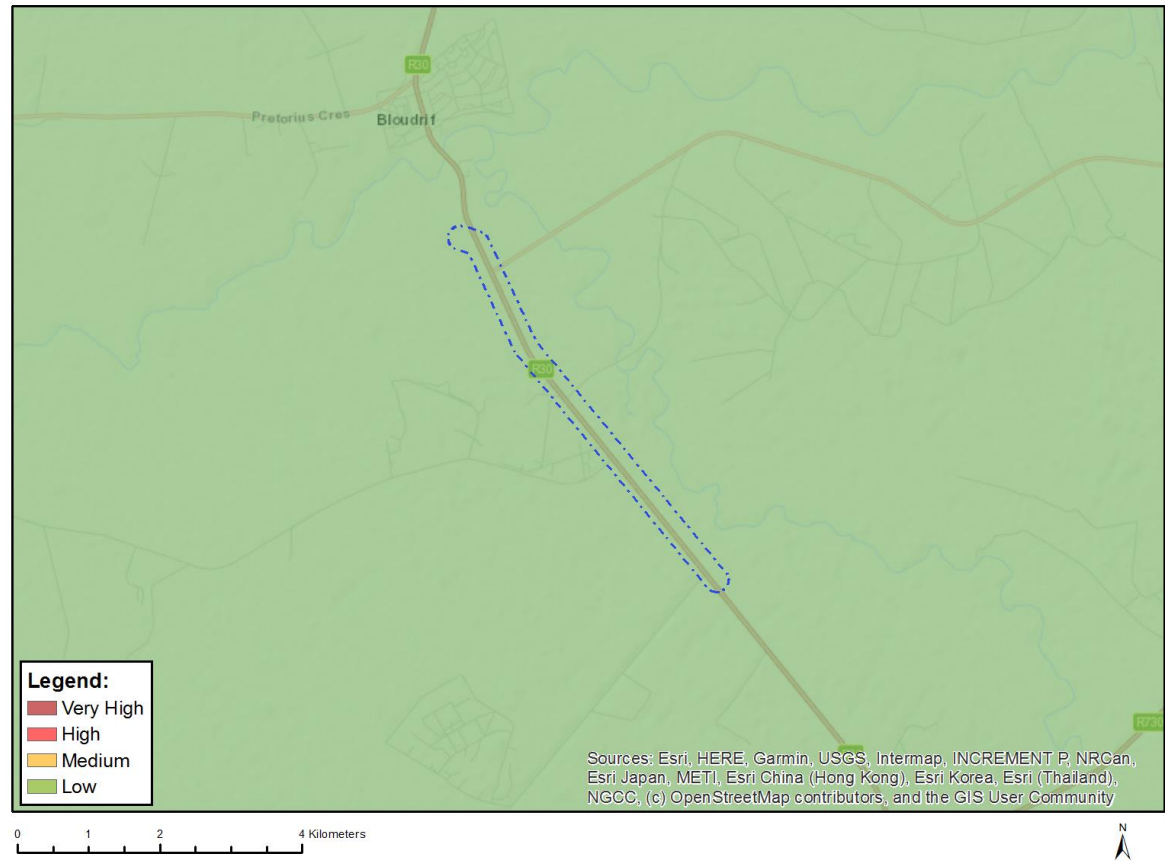 R30
Pretorius Cres
Bloudrif
R30
R730
Legend:
Very High
High
Medium
Low
Sources: Esri, HERE, Garmin, USGS, Intermap, INCREMENT P, NRCan,
Esri Japan, METI, Esri China (Hong Kong), Esri Korea, Esri (Thailand),
NGCC, (c) OpenStreetMap contributors, and the GIS User Community
0 1 2 4 Kilometers
N